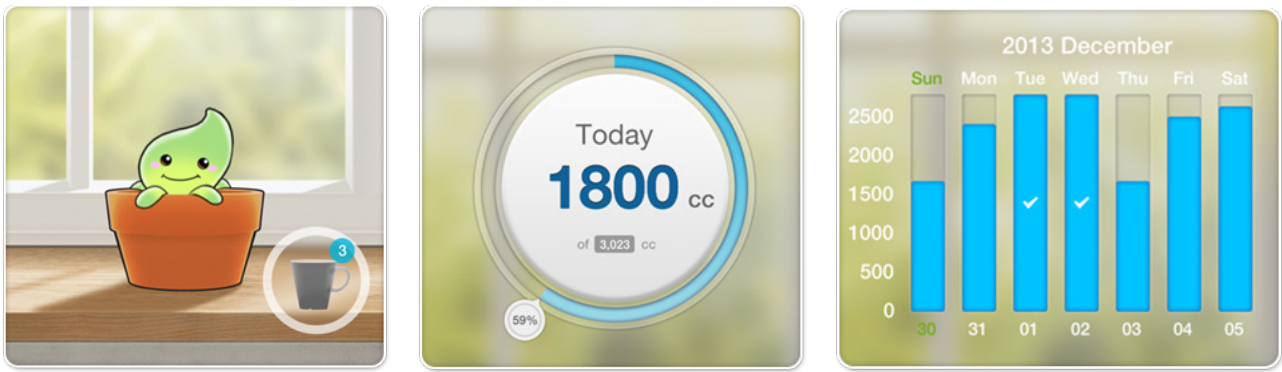 3
Today
1800 cc
of 3,023 cc
59%
2013 December
Sun Mon Tue Wed Thu Fri Sat
2500
2000
1500
1000
500
0
30 31 01 02 03 04 05